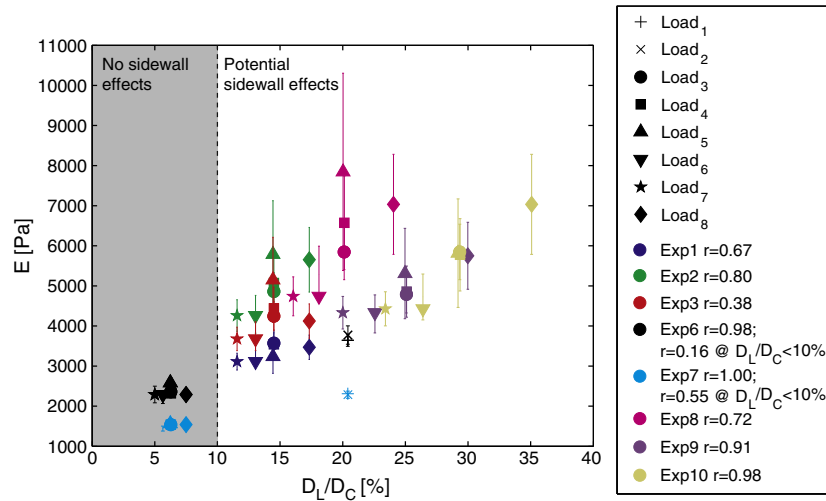 11000
10000
9000
8000
7000
6000
5000
4000
3000
2000
1000
E [Pa]
No sidewall
effects
Potential
sidewall effects
0
5
10
15
20
25
30
35
40
D_L/D_C [%]
Load_1
Load_2
Load_3
Load_4
Load_5
Load_6
Load_7
Load_8
Exp1 r=0.67
Exp2 r=0.80
Exp3 r=0.38
Exp6 r=0.98;
r=0.16 @ D_L/D_C<10%
Exp7 r=1.00;
r=0.55 @ D_L/D_C<10%
Exp8 r=0.72
Exp9 r=0.91
Exp10 r=0.98